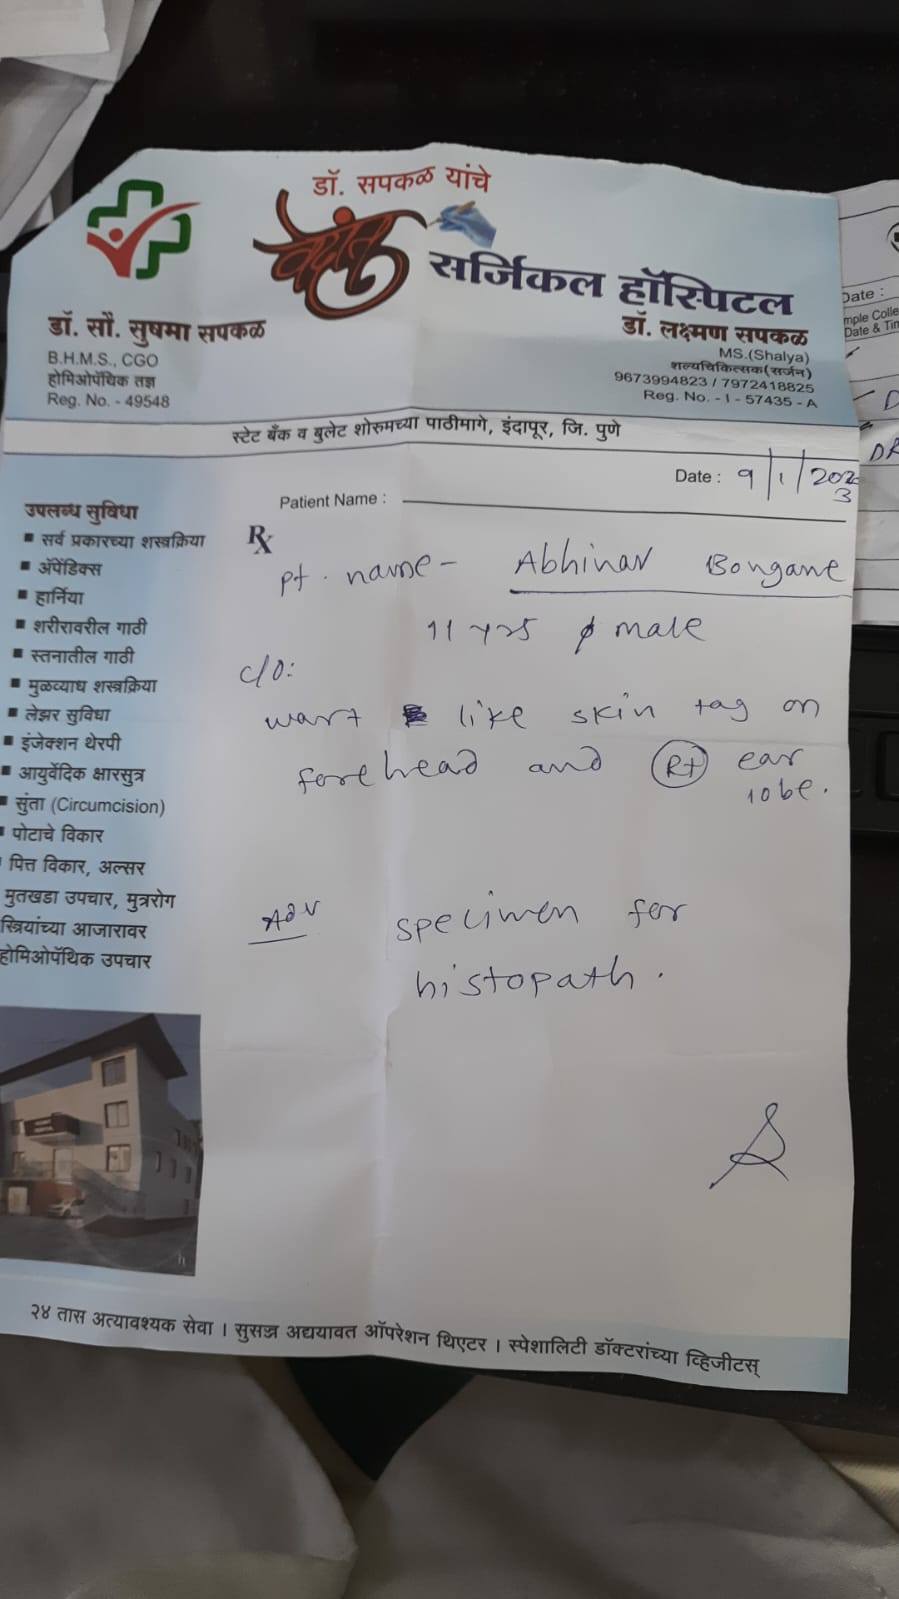 डॉ. सपकळ यांचे
वेदांत
सर्जिकल हॉस्पिटल
डॉ. सौ. सुषमा सपकळ
B.H.M.S., CGO
होमिओपॅथिक तज्ञ
Reg. No. - 49548
डॉ. लक्ष्मण सपकळ
MS.(Shalya)
शल्यचिकित्सक(सर्जन)
9673994823 / 7972418825
Reg. No. - I - 57435 - A
स्टेट बँक व बुलेट शोरुमच्या पाठीमागे, इंदापूर, जि. पुणे
Date : 9/1/2023
Patient Name :
Rx
pt. name - Abhinav Bongane
11 yrs male
c/o:
wart like skin tag on
forehead and Rt ear
lobe.
Adv specimen for
histopath.
उपलब्ध सुविधा
सर्व प्रकारच्या शस्त्रक्रिया
ॲपेंडिक्स
हार्निया
शरीरावरील गाठी
स्तनातील गाठी
मुळव्याध शस्त्रक्रिया
लेझर सुविधा
इंजेक्शन थेरपी
आयुर्वेदिक क्षारसुत्र
सुंता (Circumcision)
पोटाचे विकार
पित्त विकार, अल्सर
मुतखडा उपचार, मुत्ररोग
स्त्रियांच्या आजारावर
होमिओपॅथिक उपचार
२४ तास अत्यावश्यक सेवा । सुसज्ज अद्ययावत ऑपरेशन थिएटर । स्पेशालिटी डॉक्टरांच्या व्हिजीटस्
Date :
Date & Tim